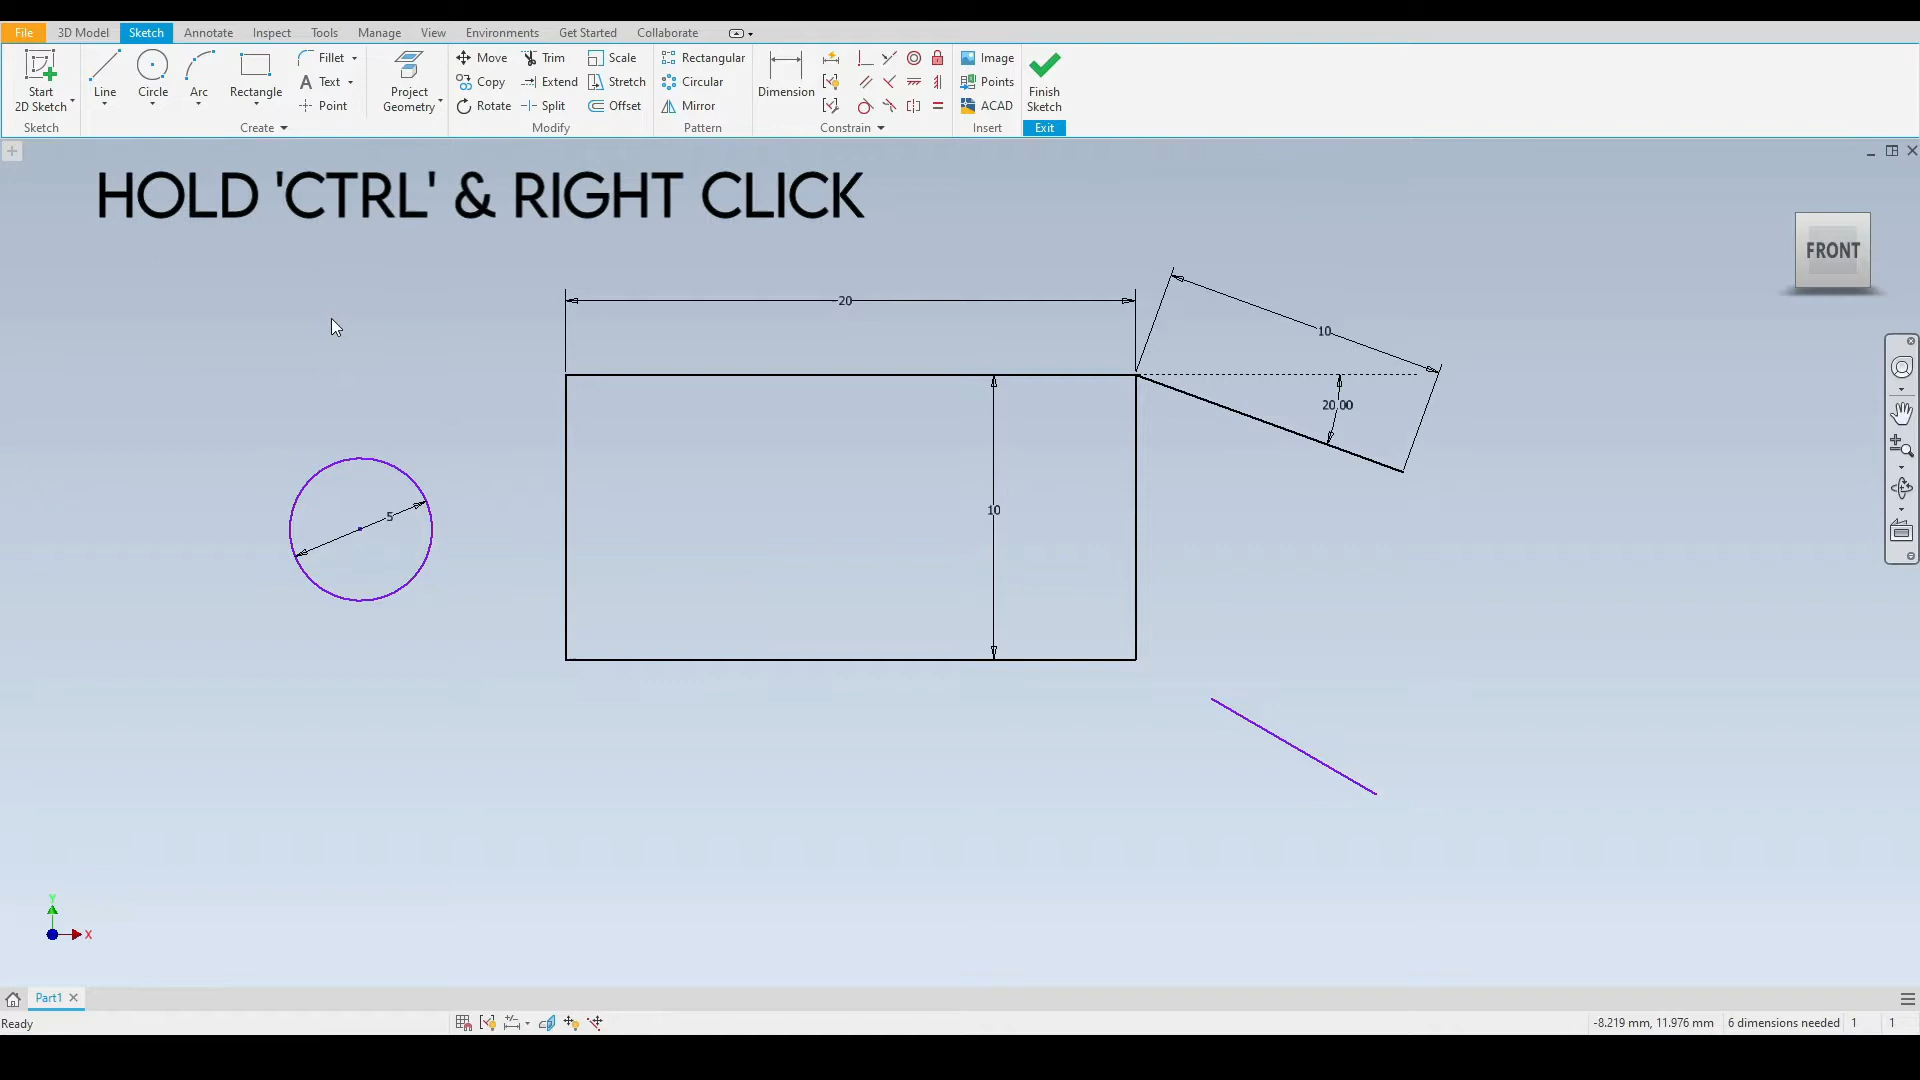 File 3D Model Sketch Annotate Inspect Tools Manage View Environments Get Started Collaborate
Start
2D Sketch
Line
Circle
Arc
Rectangle
Fillet
Text
Point
Project
Geometry
Move
Copy
Rotate
Trim
Extend
Split
Scale
Stretch
Offset
Rectangular
Circular
Mirror
Dimension
Image
Points
ACAD
Finish
Sketch
Sketch Create Modify Pattern Constrain Insert Exit
HOLD 'CTRL' & RIGHT CLICK
FRONT
20
10
20.00
10
5
Y
X
Part1
Ready
-8.219 mm, 11.976 mm 6 dimensions needed 1 1